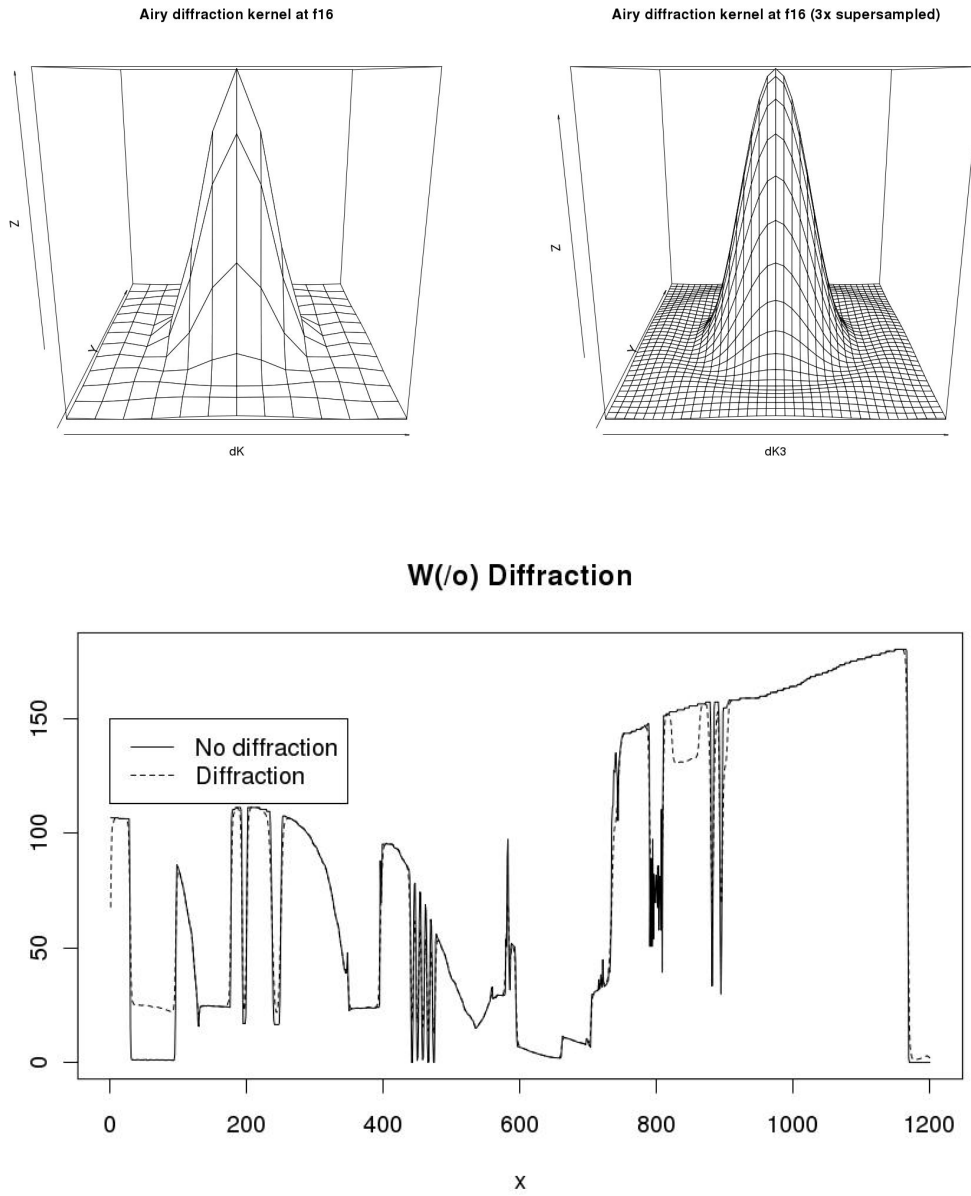 Airy diffraction kernel at f16
Airy diffraction kernel at f16 (3x supersampled)
Z
Y
dK
Z
Y
dK3
W(/o) Diffraction
150
100
50
0
No diffraction
Diffraction
0 200 400 600 800 1000 1200
x